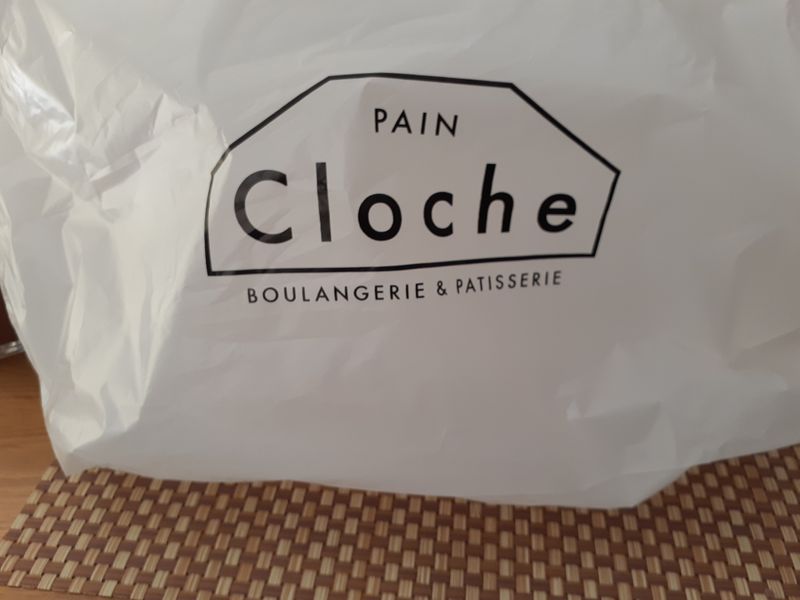 PAIN
Cloche
BOULANGERIE & PATISSERIE